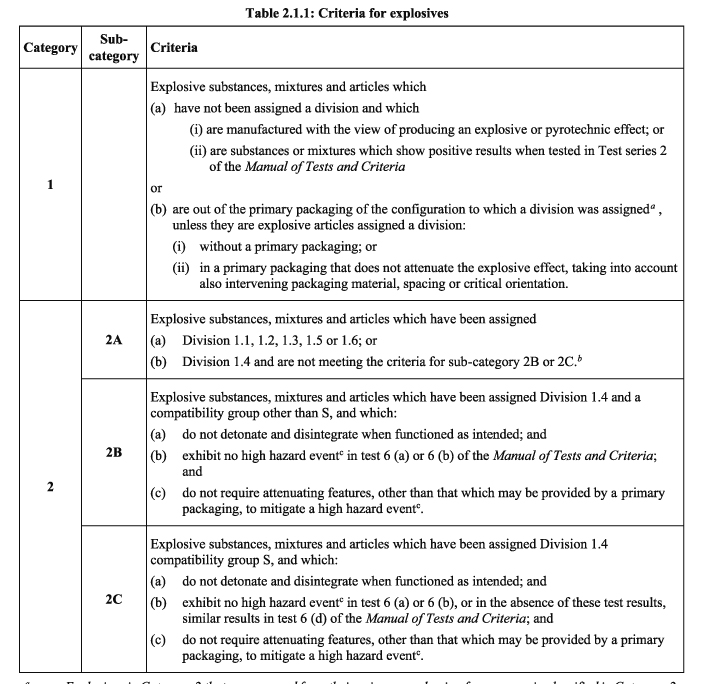 Table 2.1.1: Criteria for explosives
Category
Sub-
category
Criteria
1
Explosive substances, mixtures and articles which
(a) have not been assigned a division and which
(i) are manufactured with the view of producing an explosive or pyrotechnic effect; or
(ii) are substances or mixtures which show positive results when tested in Test series 2
of the Manual of Tests and Criteria
or
(b) are out of the primary packaging of the configuration to which a division was assignedᵃ ,
unless they are explosive articles assigned a division:
(i) without a primary packaging; or
(ii) in a primary packaging that does not attenuate the explosive effect, taking into account
also intervening packaging material, spacing or critical orientation.
2
2A
Explosive substances, mixtures and articles which have been assigned
(a) Division 1.1, 1.2, 1.3, 1.5 or 1.6; or
(b) Division 1.4 and are not meeting the criteria for sub-category 2B or 2C.ᵇ
2B
Explosive substances, mixtures and articles which have been assigned Division 1.4 and a
compatibility group other than S, and which:
(a) do not detonate and disintegrate when functioned as intended; and
(b) exhibit no high hazard eventᶜ in test 6 (a) or 6 (b) of the Manual of Tests and Criteria;
and
(c) do not require attenuating features, other than that which may be provided by a primary
packaging, to mitigate a high hazard eventᶜ.
2C
Explosive substances, mixtures and articles which have been assigned Division 1.4
compatibility group S, and which:
(a) do not detonate and disintegrate when functioned as intended; and
(b) exhibit no high hazard eventᶜ in test 6 (a) or 6 (b), or in the absence of these test results,
similar results in test 6 (d) of the Manual of Tests and Criteria; and
(c) do not require attenuating features, other than that which may be provided by a primary
packaging, to mitigate a high hazard eventᶜ.